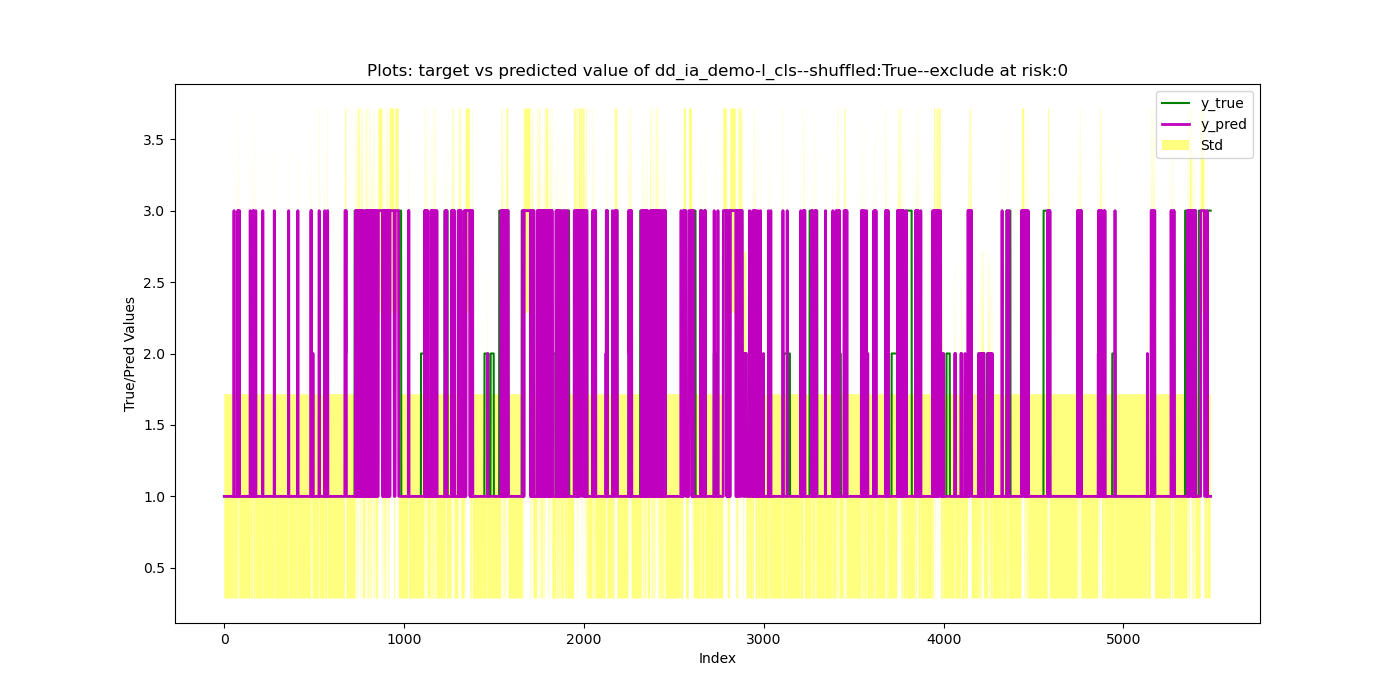 Plots: target vs predicted value of dd_ia_demo-l_cls--shuffled:True--exclude at risk:0
y_true
y_pred
Std
3.5
3.0
2.5
2.0
1.5
1.0
0.5
True/Pred Values
0 1000 2000 3000 4000 5000
Index